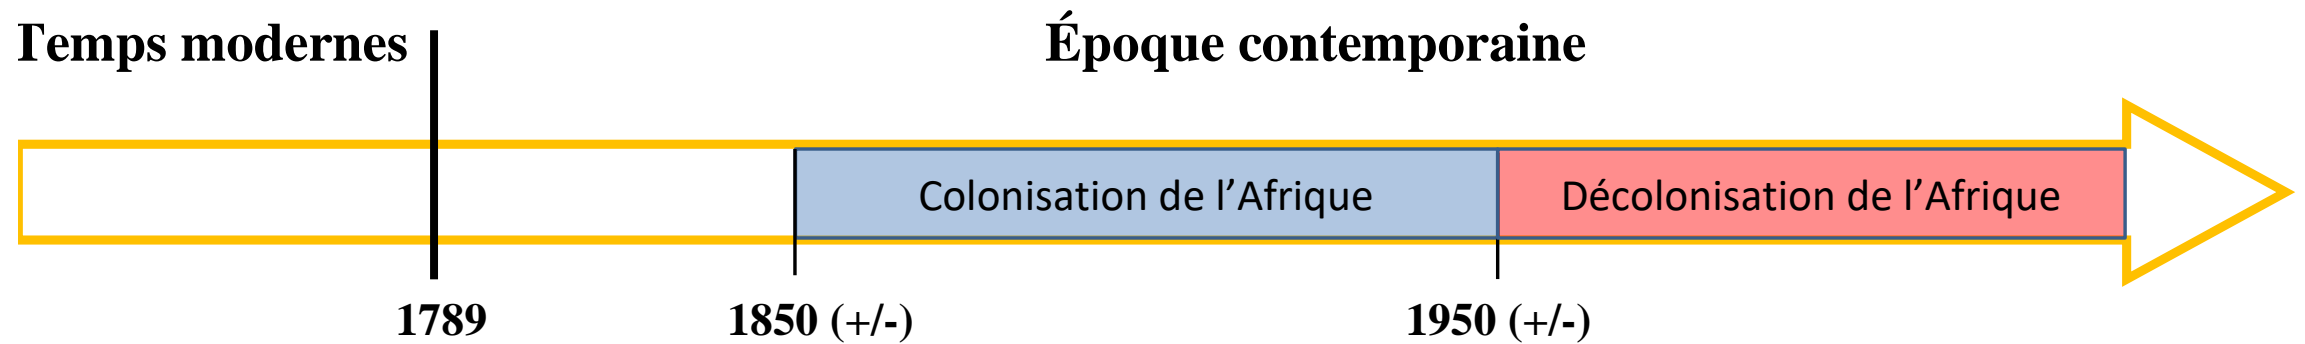 Temps modernes
Époque contemporaine
Colonisation de l’Afrique
Décolonisation de l’Afrique
1789
1850 (+/-)
1950 (+/-)